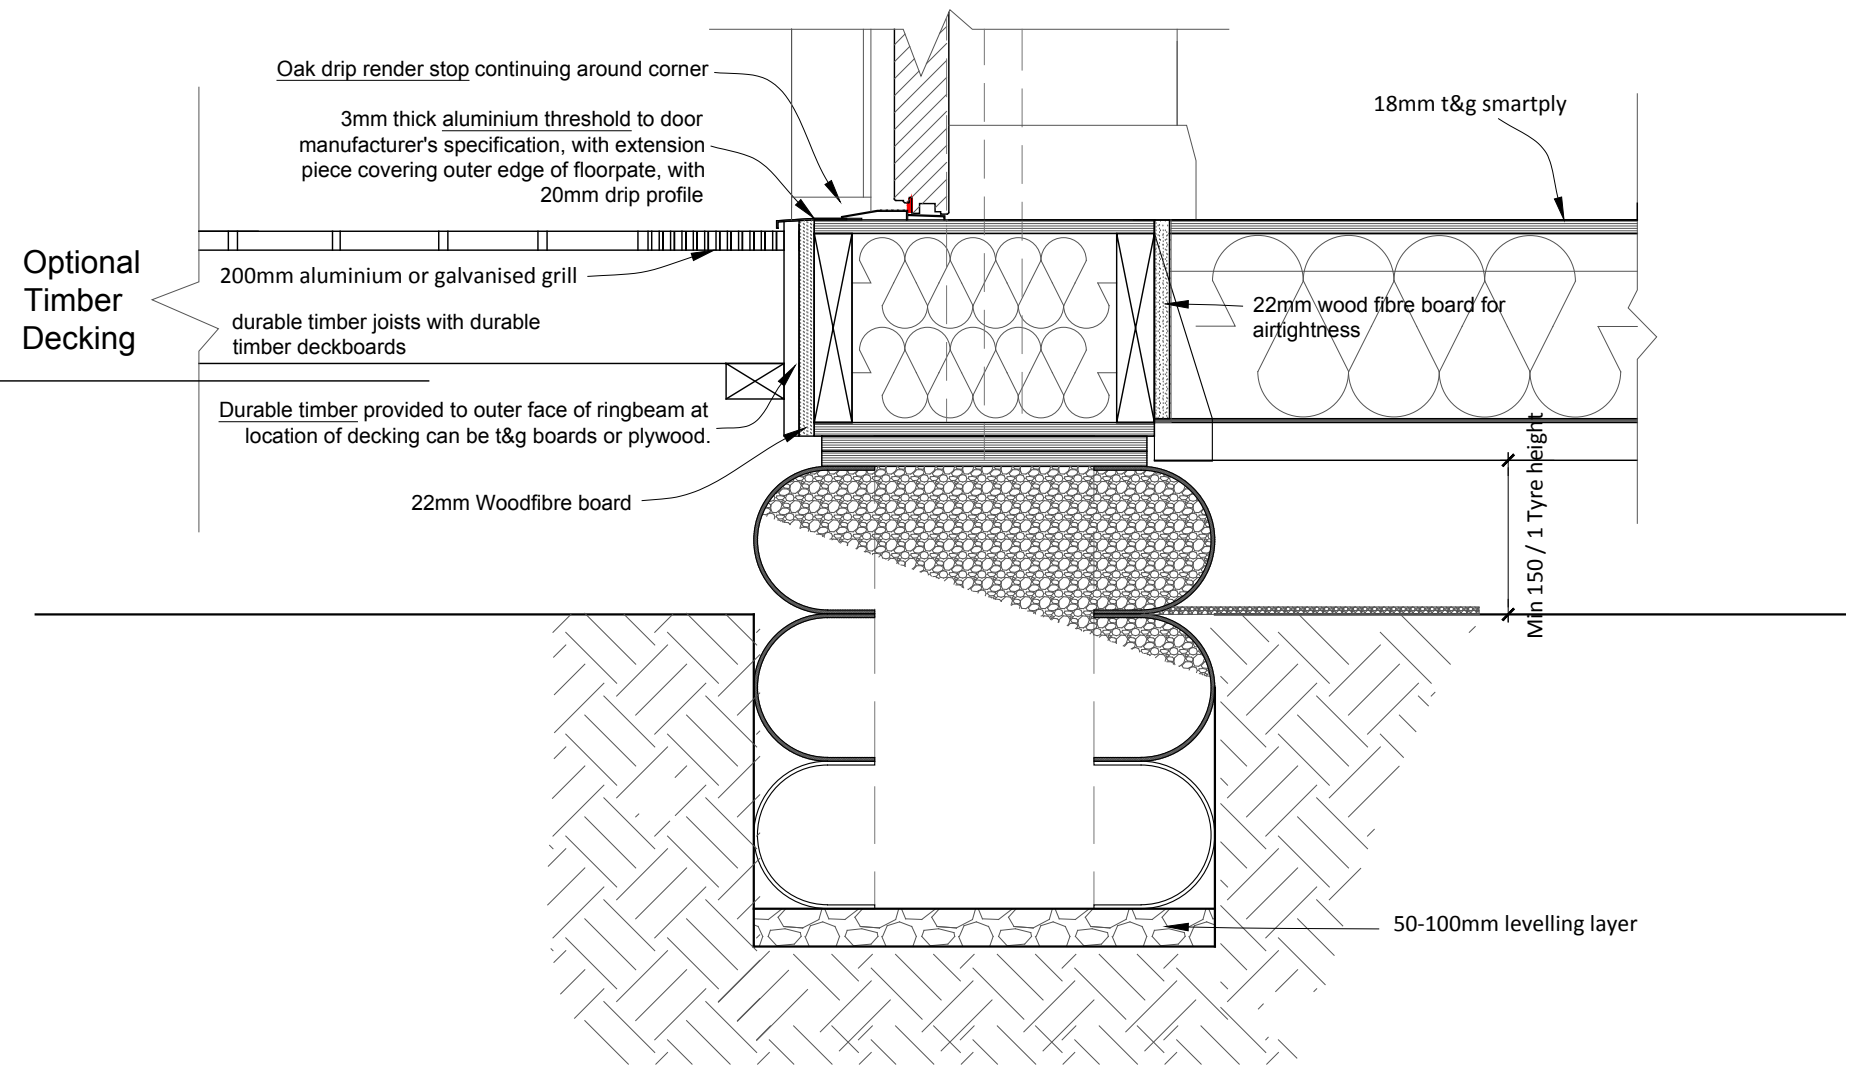 Oak drip render stop continuing around corner
3mm thick aluminium threshold to door
manufacturer's specification, with extension
piece covering outer edge of floorpate, with
20mm drip profile
18mm t&g smartply
Optional
Timber
Decking
200mm aluminium or galvanised grill
durable timber joists with durable
timber deckboards
22mm wood fibre board for
airtightness
Durable timber provided to outer face of ringbeam at
location of decking can be t&g boards or plywood.
22mm Woodfibre board
Min 150 / 1 Tyre height
50-100mm levelling layer